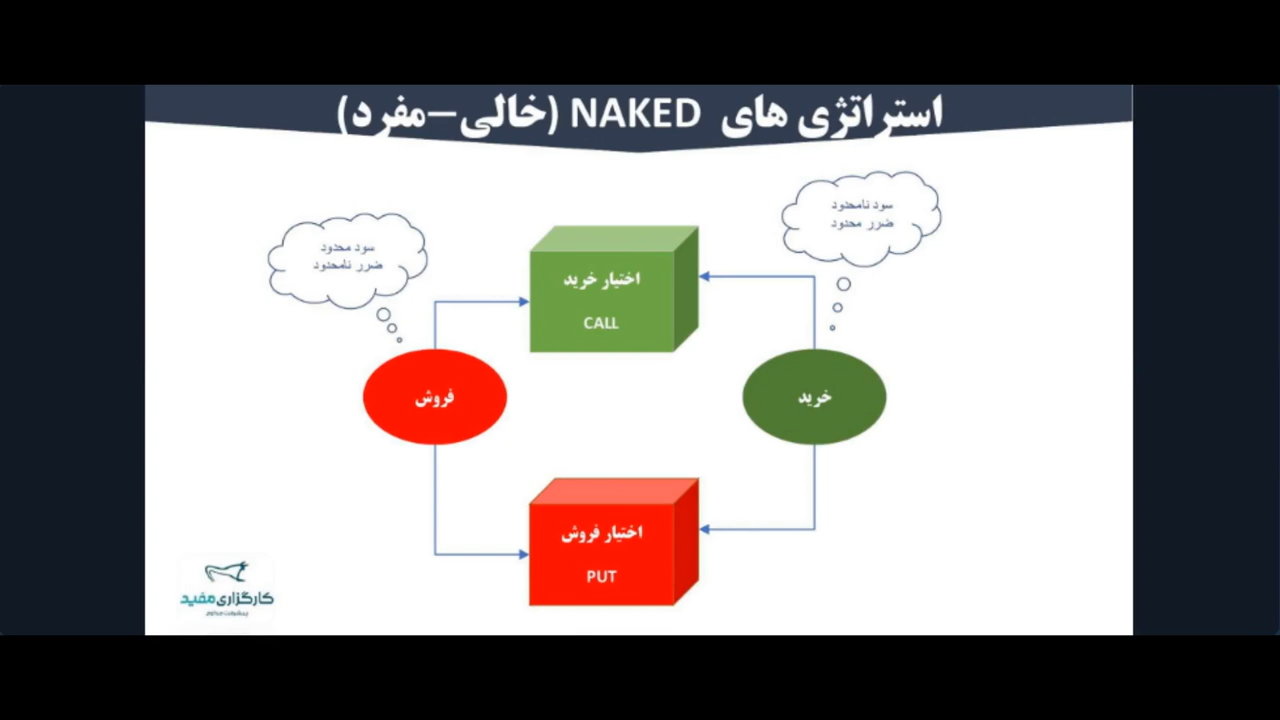 استراتژی های NAKED (خالی-مفرد)
سود نامحدود
ضرر محدود
سود محدود
ضرر نامحدود
اختیار خرید
CALL
خرید
فروش
اختیار فروش
PUT
کارگزاری مفید